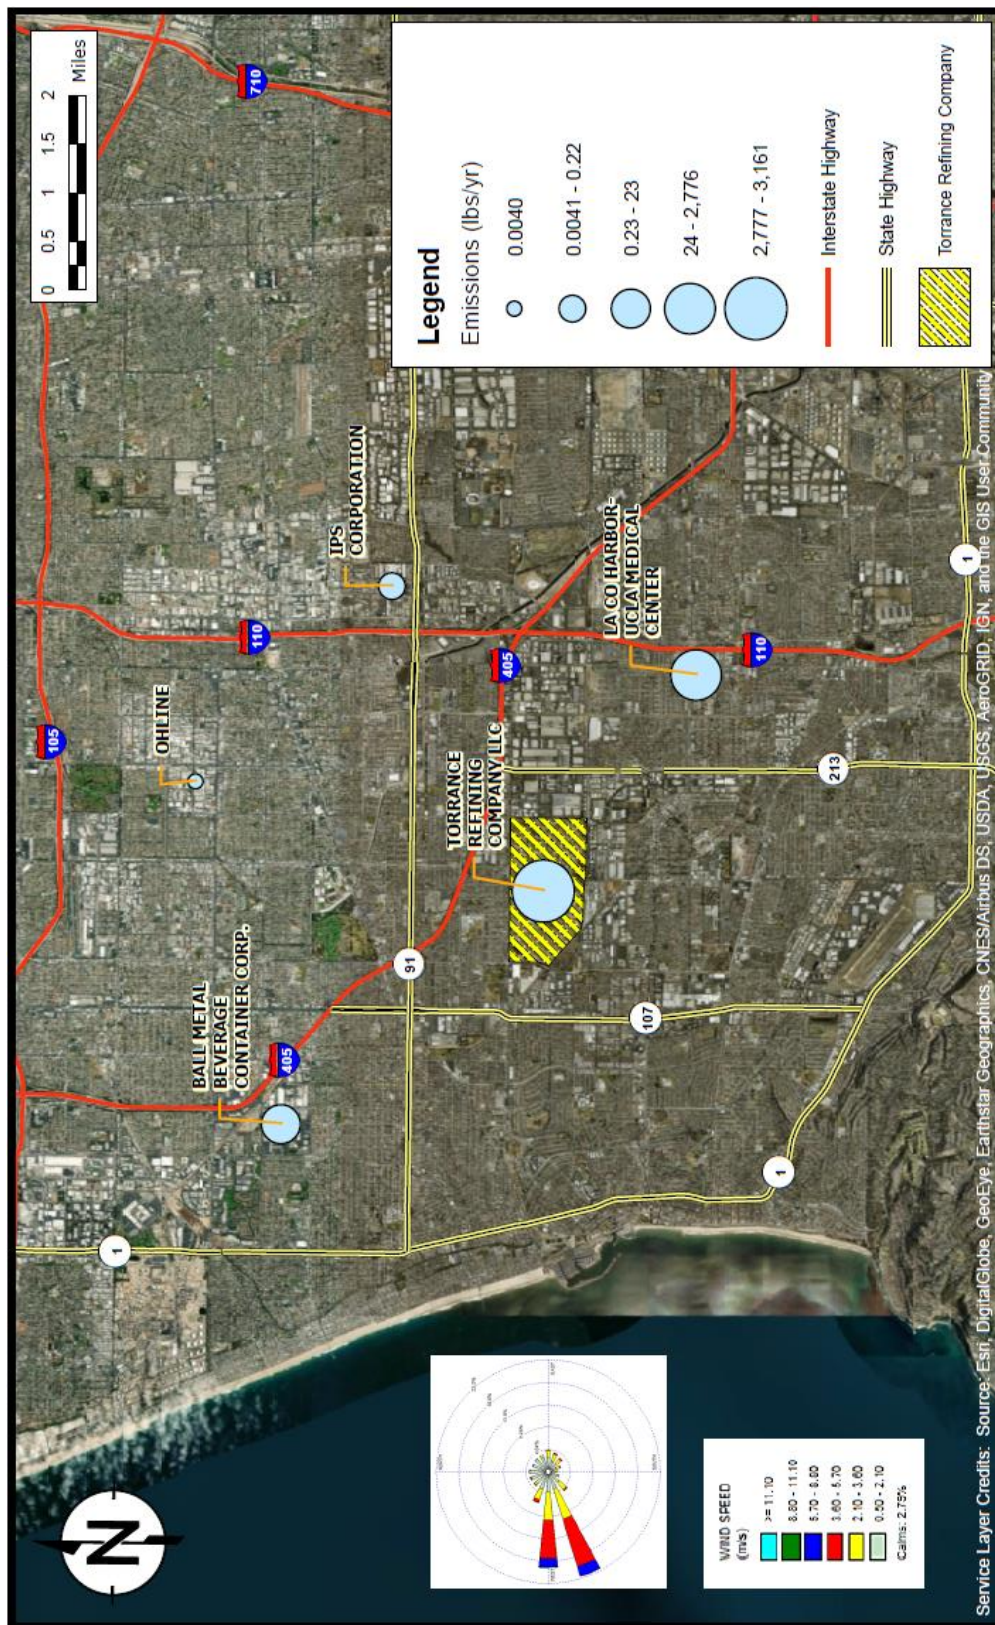 0 0.5 1 1.5 2
Miles
105
110
710
405
OHLINE
IPS
CORPORATION
BALL METAL
BEVERAGE
CONTAINER CORP.
91
405
TORRANCE
REFINING
COMPANY LLC
LA CO HARBOR-
UCLA MEDICAL
CENTER
110
213
107
1
1
1
Legend
Emissions (lbs/yr)
0.0040
0.0041 - 0.22
0.23 - 23
24 - 2,776
2,777 - 3,161
Interstate Highway
State Highway
Torrance Refining Company
N
WIND SPEED
(m/s)
>= 11.10
8.80 - 11.10
5.70 - 8.80
3.60 - 5.70
2.10 - 3.60
0.50 - 2.10
Calms: 2.75%
Service Layer Credits: Source: Esri, DigitalGlobe, GeoEye, Earthstar Geographics, CNES/Airbus DS, USDA, USGS, AeroGRID, IGN, and the GIS User Community